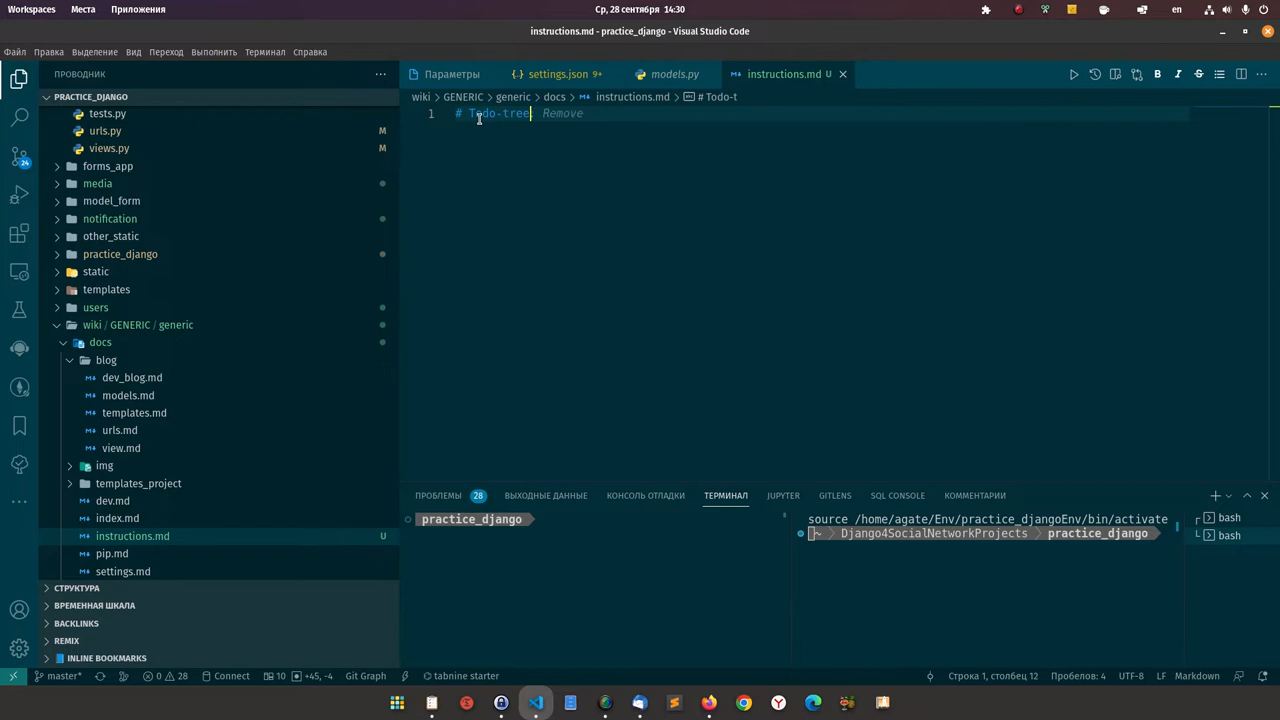 Workspaces Места Приложения
Ср, 28 сентября 14:30
en
instructions.md - practice_django - Visual Studio Code
Файл Правка Выделение Вид Переход Выполнить Терминал Справка
ПРОВОДНИК
Параметры settings.json 9+ models.py instructions.md U
PRACTICE_DJANGO
wiki > GENERIC > generic > docs > instructions.md > # Todo-t
tests.py
1 # Todo-tree: Remove
urls.py M
views.py M
forms_app
media
model_form
notification
other_static
practice_django
static
templates
users
wiki / GENERIC / generic
docs
blog
dev_blog.md
models.md
templates.md
urls.md
view.md
img
templates_project
dev.md
index.md
instructions.md U
pip.md
settings.md
24
ПРОБЛЕМЫ 28 ВЫХОДНЫЕ ДАННЫЕ КОНСОЛЬ ОТЛАДКИ ТЕРМИНАЛ JUPYTER GITLENS SQL CONSOLE КОММЕНТАРИИ
practice_django
source /home/agate/Env/practice_djangoEnv/bin/activate
~ Django4SocialNetworkProjects practice_django
bash
bash
СТРУКТУРА
ВРЕМЕННАЯ ШКАЛА
BACKLINKS
REMIX
INLINE BOOKMARKS
master* 0 28 Connect 10 +45, -4 Git Graph tabnine starter
Строка 1, столбец 12 Пробелов: 4 UTF-8 LF Markdown